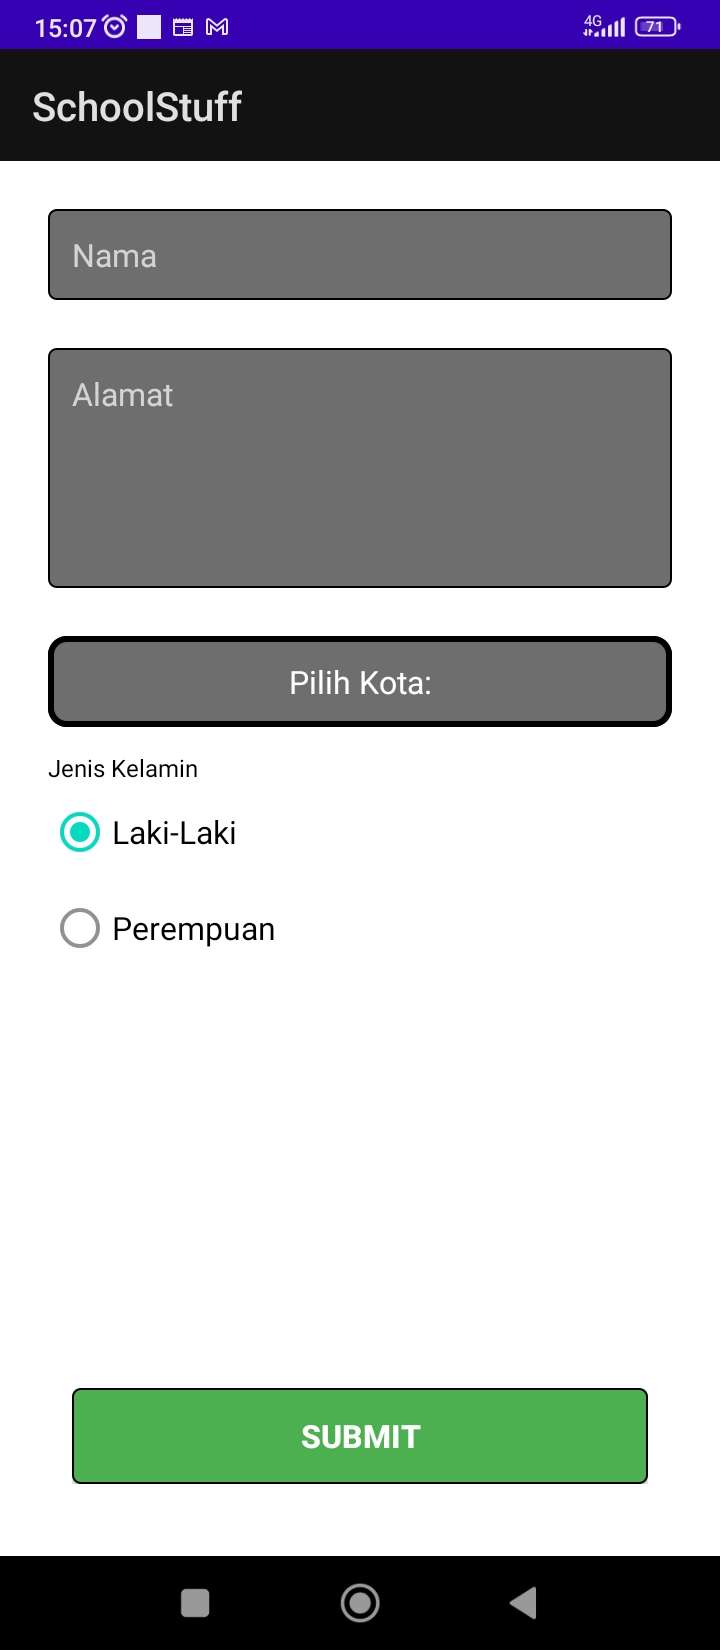 15:07
4G
71
SchoolStuff
Nama
Alamat
Pilih Kota:
Jenis Kelamin
Laki-Laki
Perempuan
SUBMIT